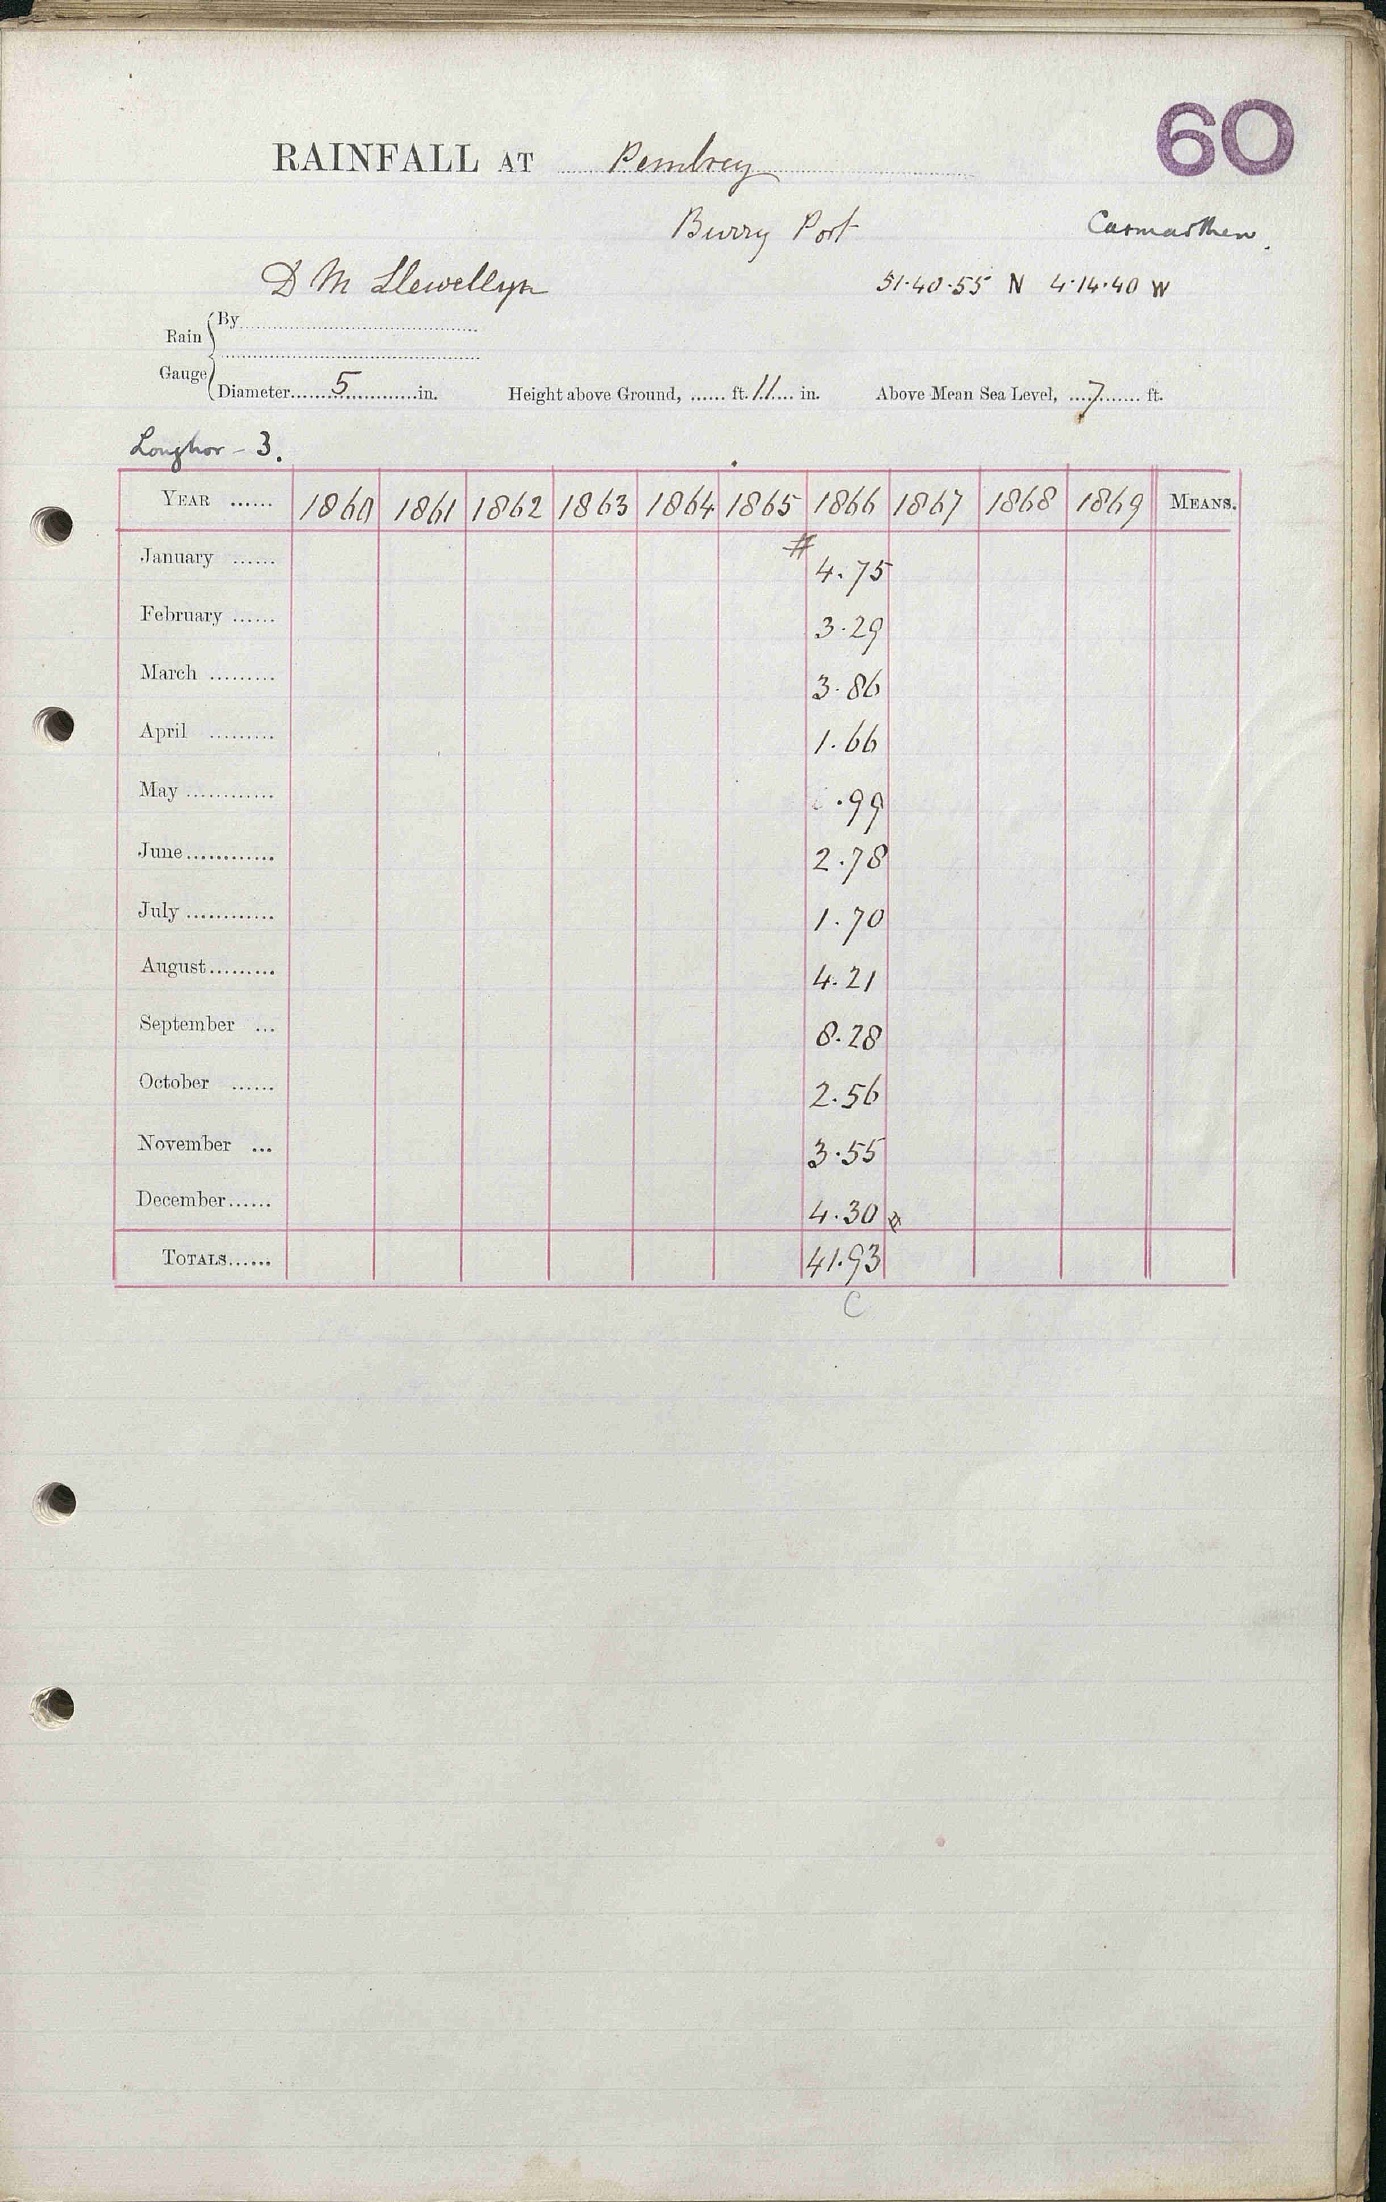 60
RAINFALL AT Pembrey
Burry Port Carmarthen.
D M Llewellyn 51·40·55 N 4·14·40 W
Rain Gauge { By
Diameter 5 in. Height above Ground, ...... ft. 11 in. Above Mean Sea Level, 7 ft.
Loughor - 3.
YEAR ...... 1860 1861 1862 1863 1864 1865 1866 1867 1868 1869 MEANS.
January ...... # 4.75
February ...... 3.29
March ......... 3.86
April ......... 1.66
May ............ .99
June ............ 2.78
July ............ 1.70
August ......... 4.21
September ... 8.28
October ...... 2.56
November ... 3.55
December ...... 4.30 #
TOTALS ...... 41.93
C